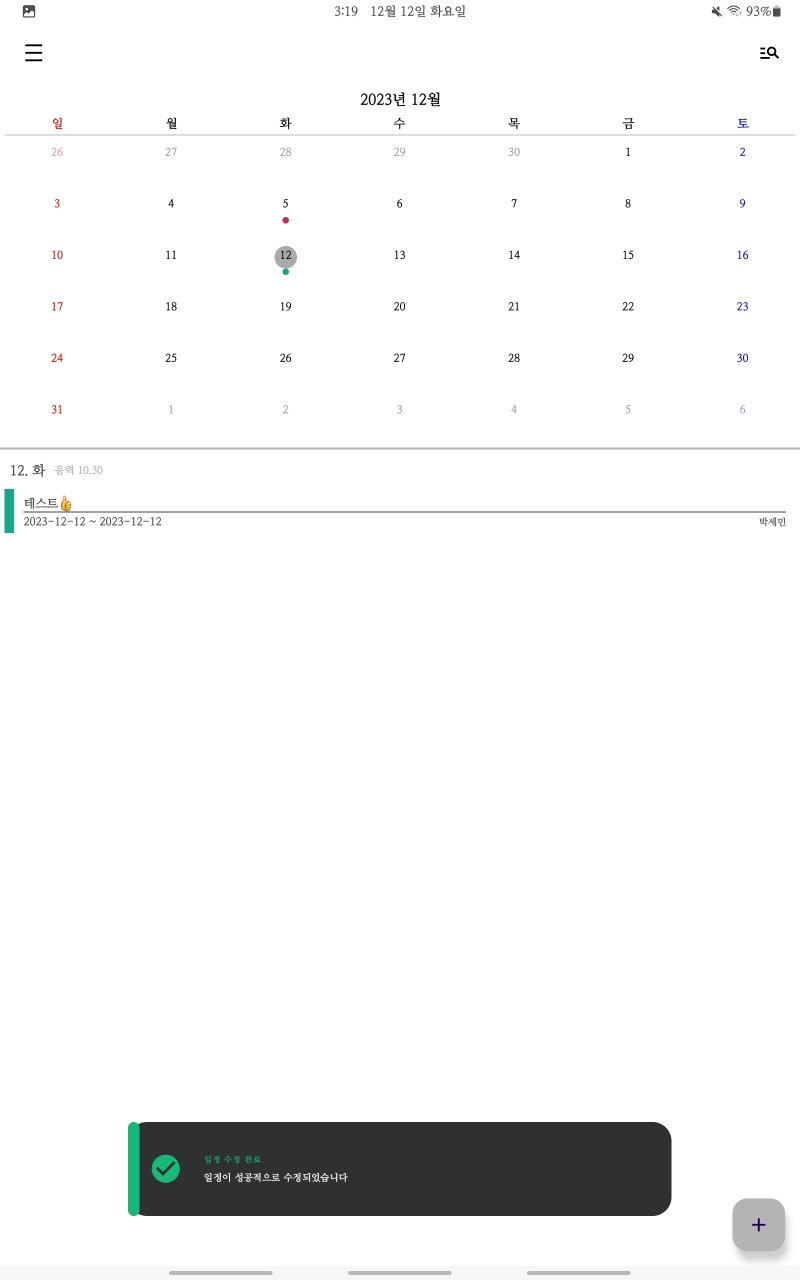 3:19 12월 12일 화요일 93%
2023년 12월
일 월 화 수 목 금 토
26 27 28 29 30 1 2
3 4 5 6 7 8 9
10 11 12 13 14 15 16
17 18 19 20 21 22 23
24 25 26 27 28 29 30
31 1 2 3 4 5 6
12. 화 음력 10.30
테스트👍
2023-12-12 ~ 2023-12-12 박세민
일정 수정 완료
일정이 성공적으로 수정되었습니다
+